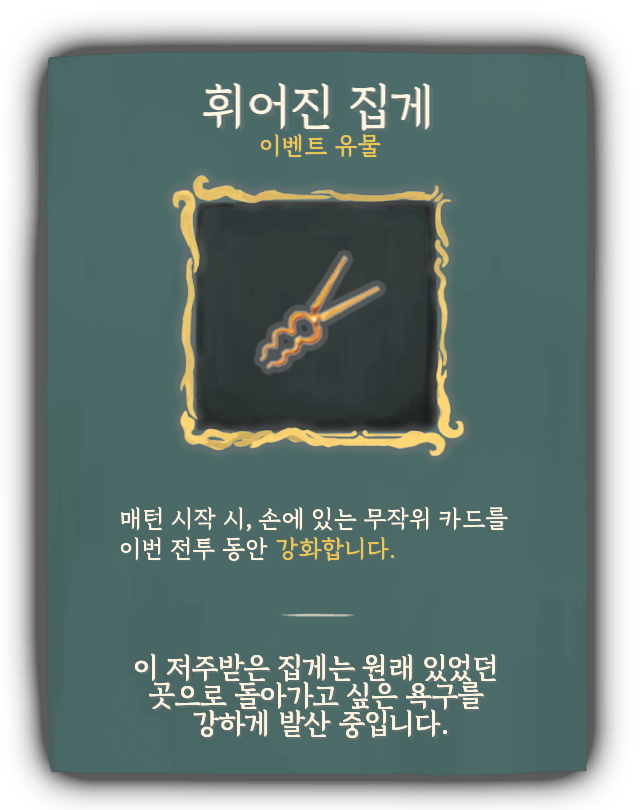 휘어진 집게
이벤트 유물
매턴 시작 시, 손에 있는 무작위 카드를
이번 전투 동안 강화합니다.
이 저주받은 집게는 원래 있었던
곳으로 돌아가고 싶은 욕구를
강하게 발산 중입니다.